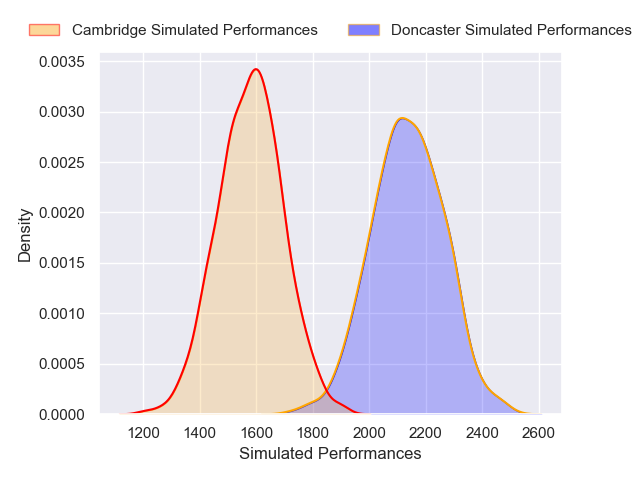 Cambridge Simulated Performances Doncaster Simulated Performances
0.0035
0.0030
0.0025
0.0020
0.0015
0.0010
0.0005
0.0000
Density
1200 1400 1600 1800 2000 2200 2400 2600
Simulated Performances